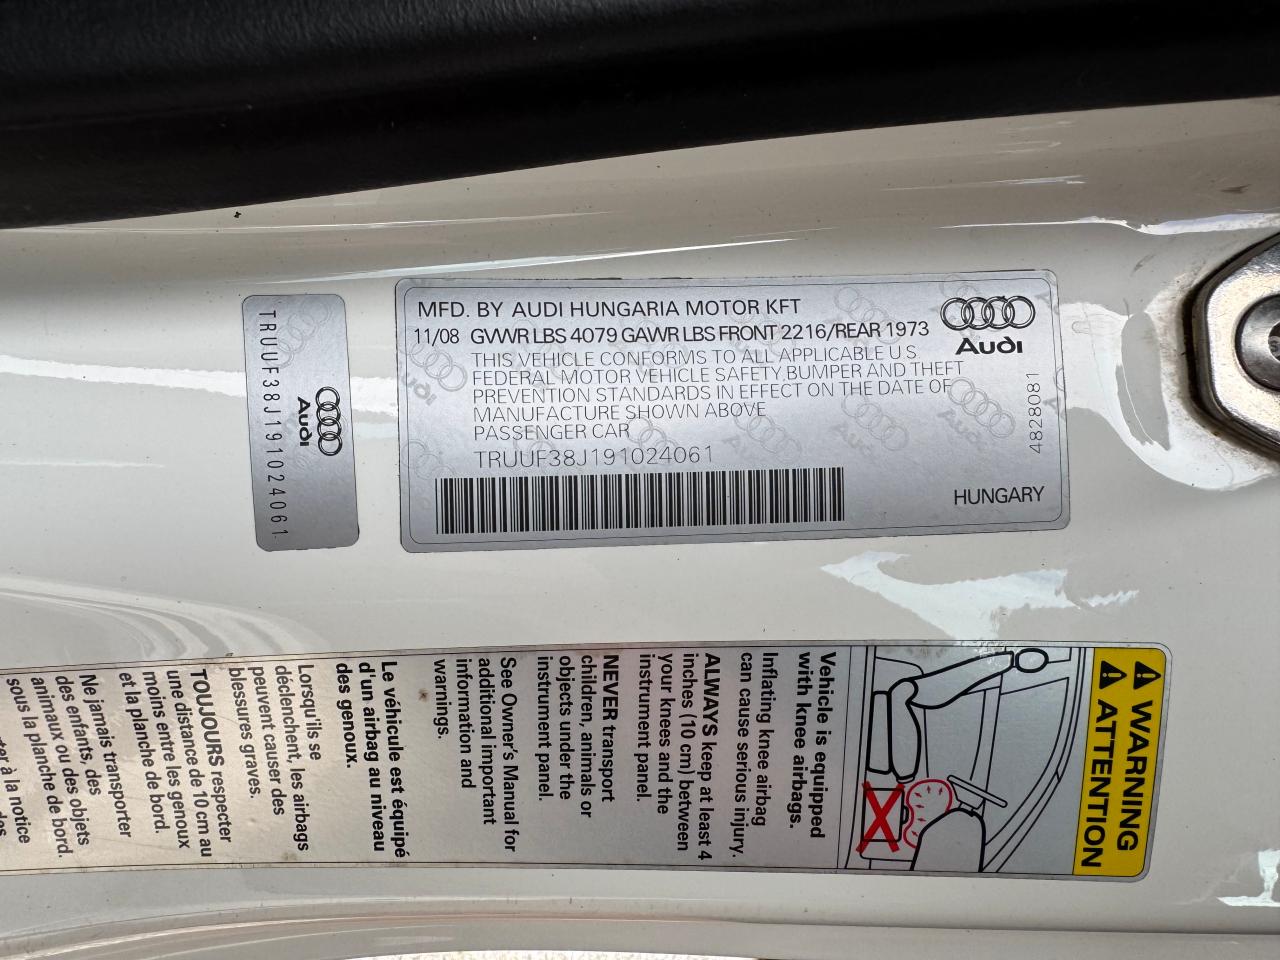 MFD. BY AUDI HUNGARIA MOTOR KFT
11/08 GVWR LBS 4079 GAWR LBS FRONT 2216/REAR 1973
THIS VEHICLE CONFORMS TO ALL APPLICABLE U S
FEDERAL MOTOR VEHICLE SAFETY,BUMPER AND THEFT
PREVENTION STANDARDS IN EFFECT ON THE DATE OF
MANUFACTURE SHOWN ABOVE
PASSENGER CAR
TRUUF38J191024061
Audi
4828081
HUNGARY
TRUUF38J191024061
Audi
WARNING
ATTENTION
Vehicle is equipped
with knee airbags.
Inflating knee airbag
can cause serious injury.
ALWAYS keep at least 4
inches (10 cm) between
your knees and the
instrument panel.
NEVER transport
children, animals or
objects under the
instrument panel.
See Owner's Manual for
additional important
information and
warnings.
Le véhicule est équipé
d'un airbag au niveau
des genoux.
Lorsqu'ils se
déclenchent, les airbags
peuvent causer des
blessures graves.
TOUJOURS respecter
une distance de 10 cm au
moins entre les genoux
et la planche de bord.
Ne jamais transporter
des enfants, des
animaux ou des objets
sous la planche de bord.
à la notice